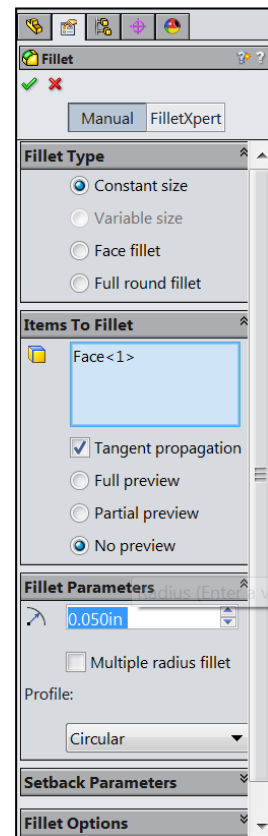 Fillet
? ?
Manual FilletXpert
Fillet Type
Constant size
Variable size
Face fillet
Full round fillet
Items To Fillet
Face<1>
Tangent propagation
Full preview
Partial preview
No preview
Fillet Parameters
Radius (Enter a v
0.050in
Multiple radius fillet
Profile:
Circular
Setback Parameters
Fillet Options